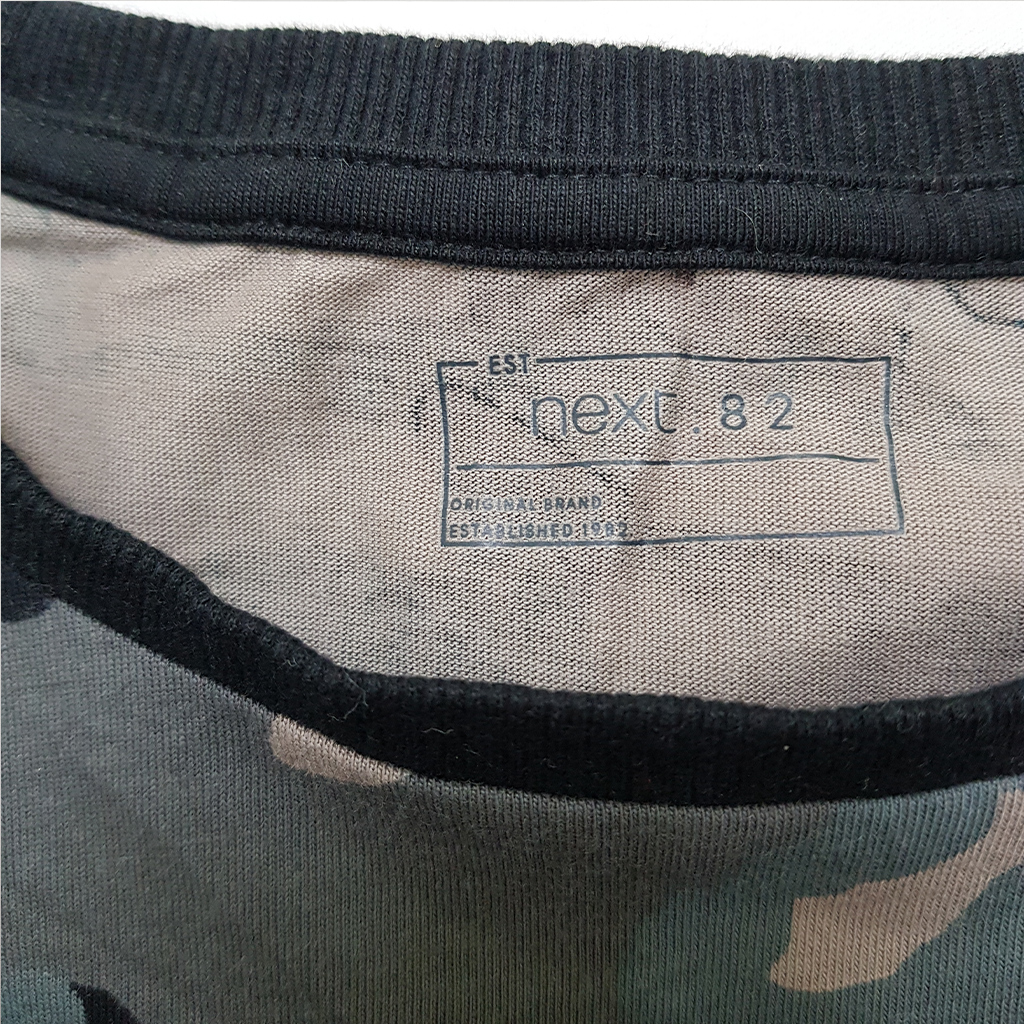 EST
next. 82
ORIGINAL BRAND
ESTABLISHED 1982